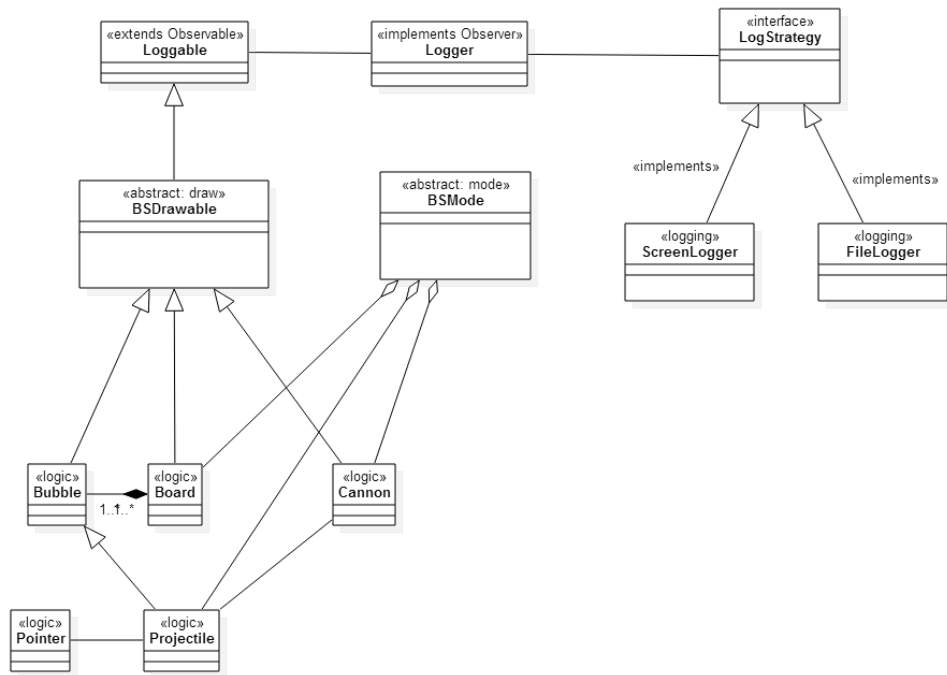 «extends Observable»
Loggable
«implements Observer»
Logger
«interface»
LogStrategy
«implements»
«implements»
«abstract: draw»
BSDrawable
«abstract: mode»
BSMode
«logging»
ScreenLogger
«logging»
FileLogger
«logic»
Bubble
«logic»
Board
«logic»
Cannon
«logic»
Pointer
«logic»
Projectile